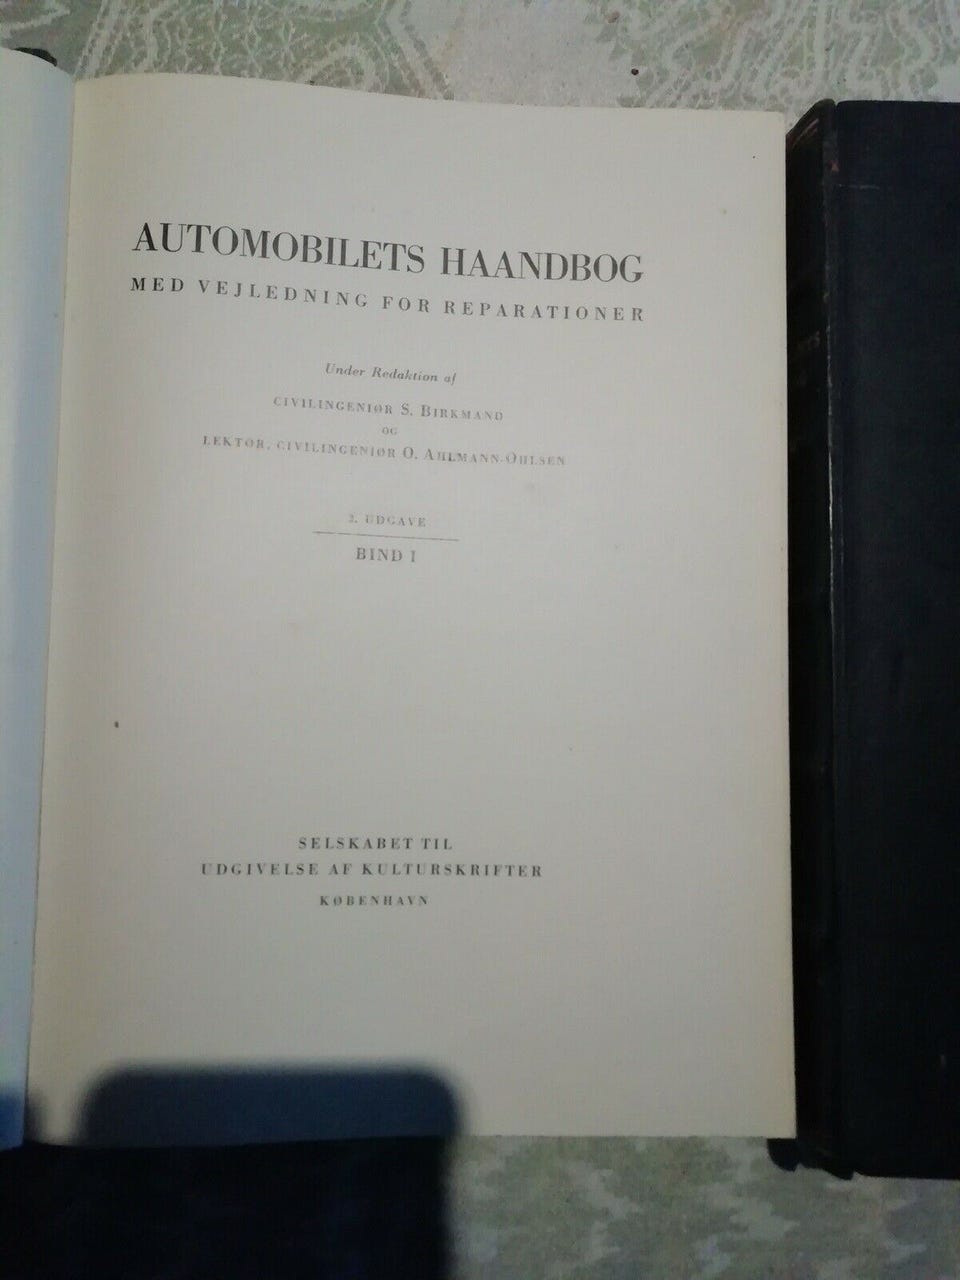 AUTOMOBILETS HAANDBOG
MED VEJLEDNING FOR REPARATIONER
Under Redaktion af
CIVILINGENIØR S. BIRKMAND
OG
LEKTOR, CIVILINGENIØR O. AHLMANN-OHLSEN
2. UDGAVE
BIND I
SELSKABET TIL
UDGIVELSE AF KULTURSKRIFTER
KØBENHAVN